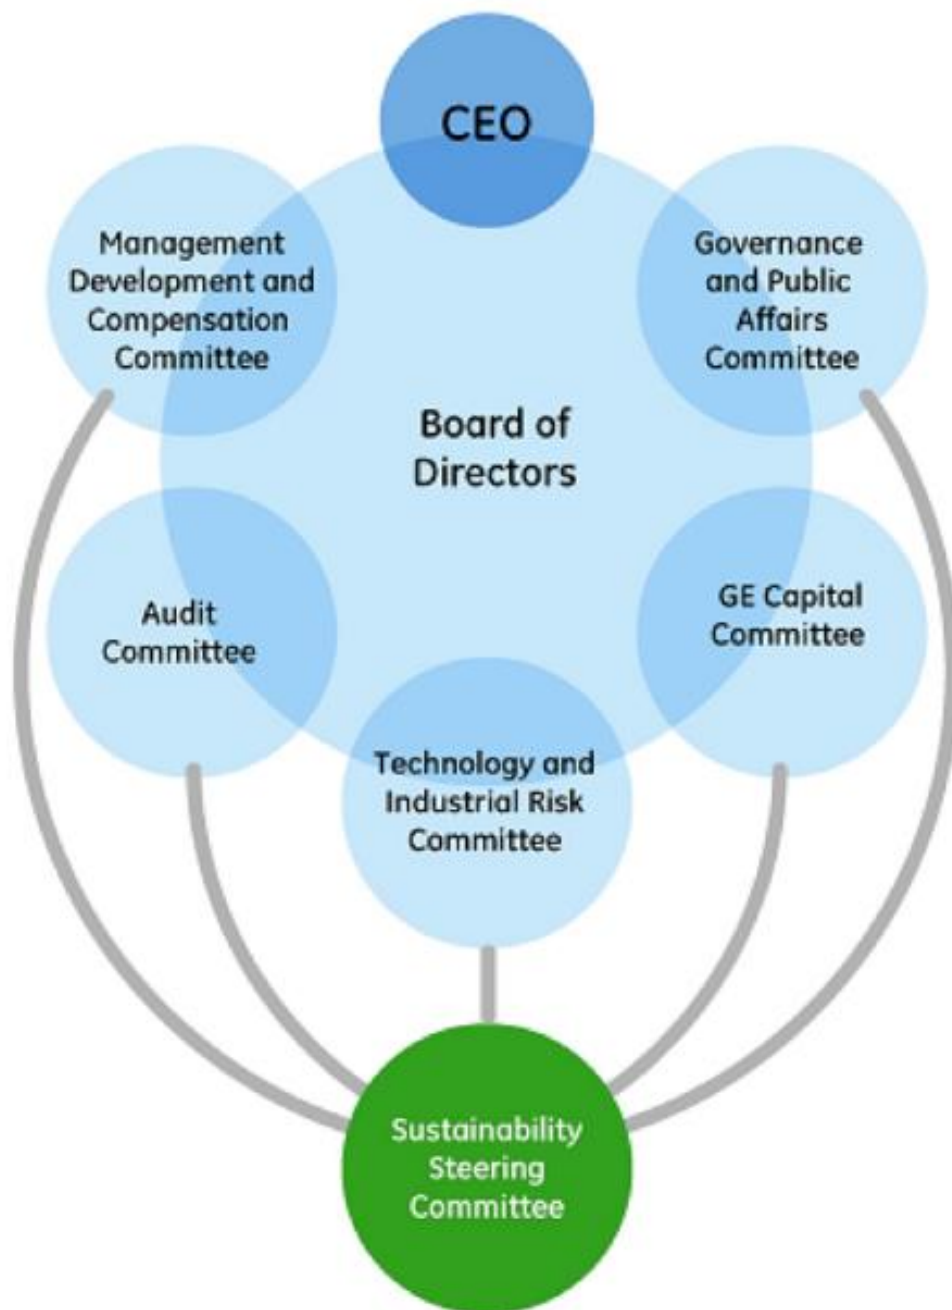 CEO
Management
Development and
Compensation
Committee
Governance
and Public
Affairs
Committee
Board of
Directors
Audit
Committee
GE Capital
Committee
Technology and
Industrial Risk
Committee
Sustainability
Steering
Committee